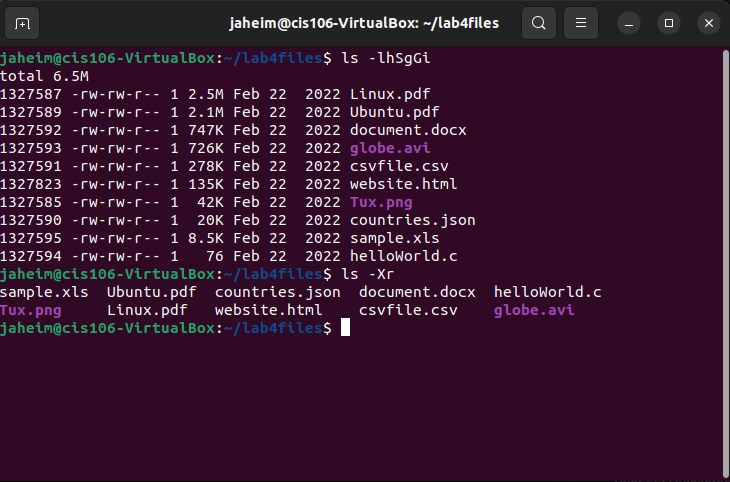 jaheim@cis106-VirtualBox: ~/lab4files
jaheim@cis106-VirtualBox:~/lab4files$ ls -lhSgGi
total 6.5M
1327587 -rw-rw-r-- 1 2.5M Feb 22  2022 Linux.pdf
1327589 -rw-rw-r-- 1 2.1M Feb 22  2022 Ubuntu.pdf
1327592 -rw-rw-r-- 1 747K Feb 22  2022 document.docx
1327593 -rw-rw-r-- 1 726K Feb 22  2022 globe.avi
1327591 -rw-rw-r-- 1 278K Feb 22  2022 csvfile.csv
1327823 -rw-rw-r-- 1 135K Feb 22  2022 website.html
1327585 -rw-rw-r-- 1  42K Feb 22  2022 Tux.png
1327590 -rw-rw-r-- 1  20K Feb 22  2022 countries.json
1327595 -rw-rw-r-- 1 8.5K Feb 22  2022 sample.xls
1327594 -rw-rw-r-- 1   76 Feb 22  2022 helloWorld.c
jaheim@cis106-VirtualBox:~/lab4files$ ls -Xr
sample.xls  Ubuntu.pdf  countries.json  document.docx  helloWorld.c
Tux.png     Linux.pdf   website.html    csvfile.csv    globe.avi
jaheim@cis106-VirtualBox:~/lab4files$